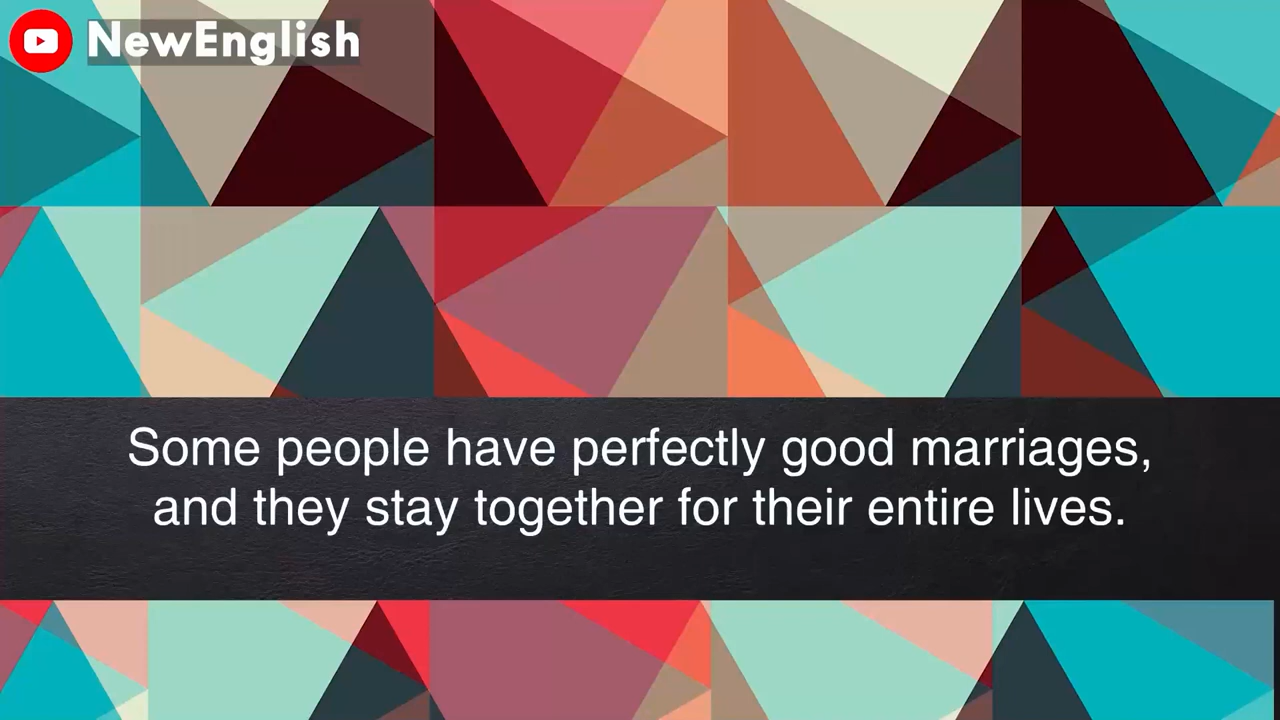 NewEnglish
Some people have perfectly good marriages,
and they stay together for their entire lives.